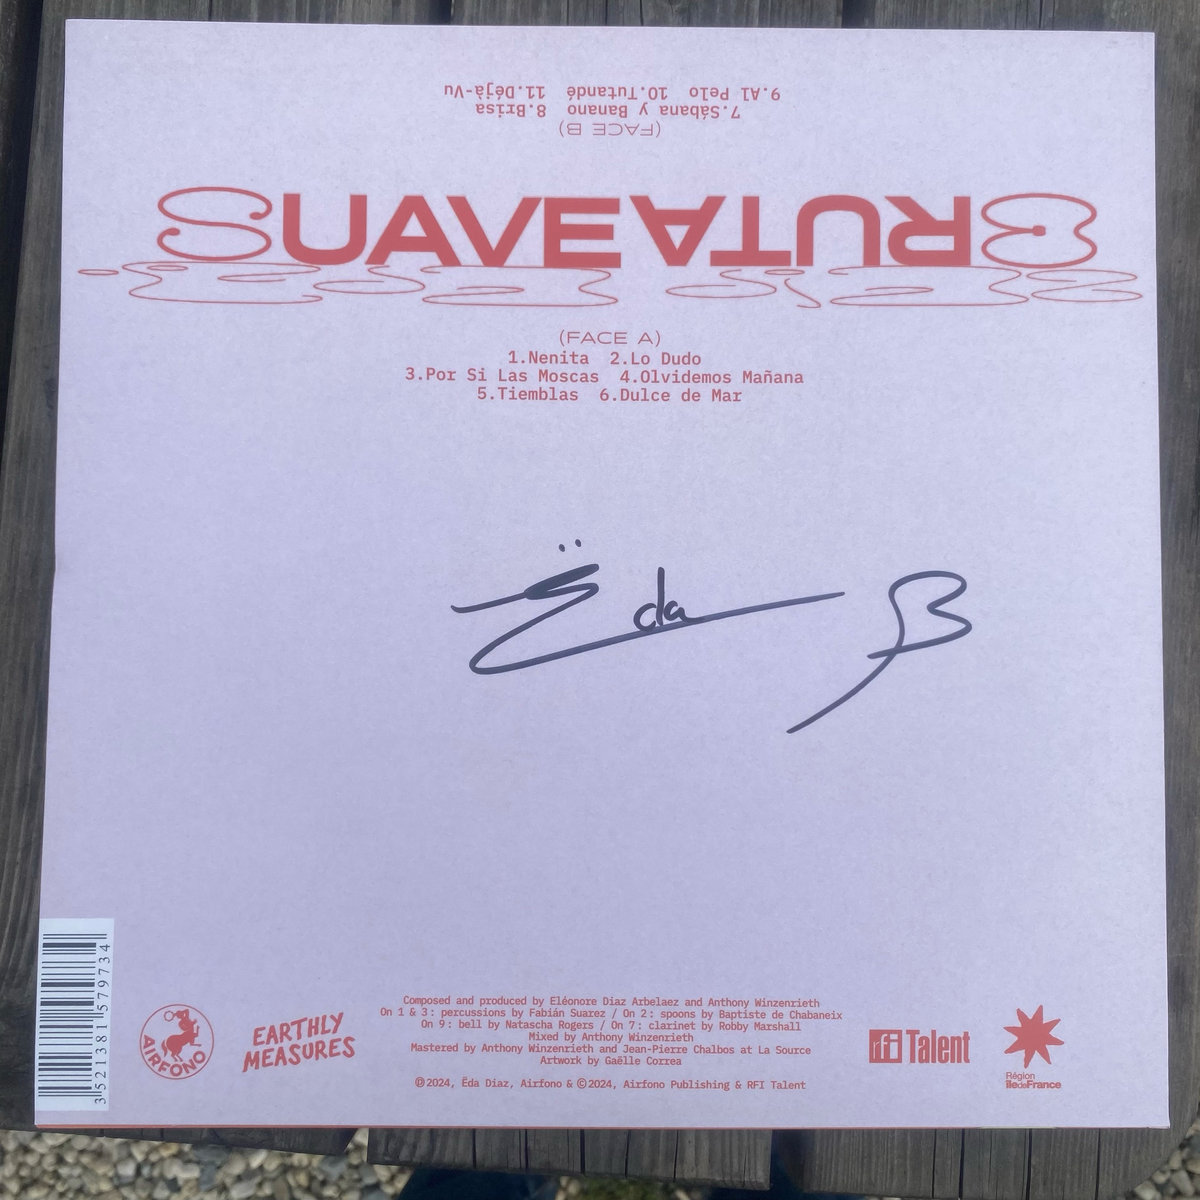 9.Al Pelo 10.Tutandé 11.Déjà-Vu
7.Sábana y Banano 8.Brisa
(FACE B)
SUAVE BRUTA
(FACE A)
1.Nenita 2.Lo Dudo
3.Por Si Las Moscas 4.Olvidemos Mañana
5.Tiemblas 6.Dulce de Mar
Ëda B
3 521381 579734
AIRFONO
EARTHLY
MEASURES
Composed and produced by Eléonore Diaz Arbelaez and Anthony Winzenrieth
On 1 & 3: percussions by Fabián Suarez / On 2: spoons by Baptiste de Chabaneix
On 9: bell by Natascha Rogers / On 7: clarinet by Robby Marshall
Mixed by Anthony Winzenrieth
Mastered by Anthony Winzenrieth and Jean-Pierre Chalbos at La Source
Artwork by Gaëlle Correa
℗2024, Ëda Diaz, Airfono & ©2024, Airfono Publishing & RFI Talent
rfi Talent
Région
îledeFrance